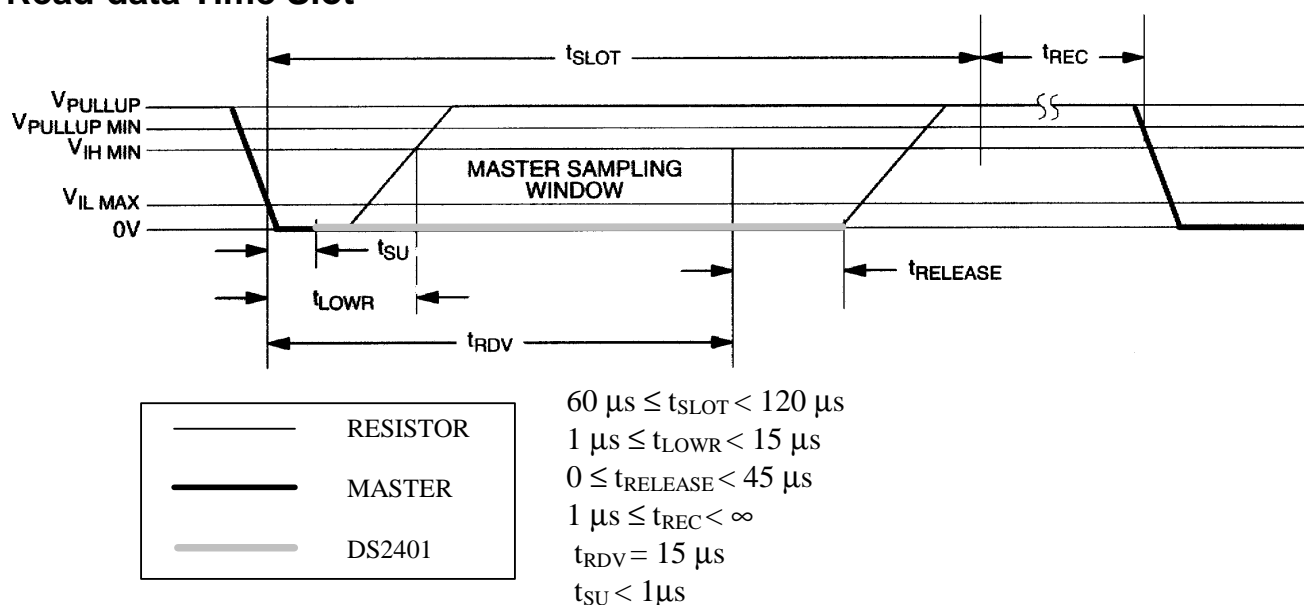 Read-data Time Slot
tSLOT
tREC
VPULLUP
VPULLUP MIN
VIH MIN
MASTER SAMPLING
WINDOW
VIL MAX
0V
tSU
tRELEASE
tLOWR
tRDV
RESISTOR
MASTER
DS2401
60 μs ≤ tSLOT < 120 μs
1 μs ≤ tLOWR < 15 μs
0 ≤ tRELEASE < 45 μs
1 μs ≤ tREC < ∞
tRDV = 15 μs
tSU < 1μs